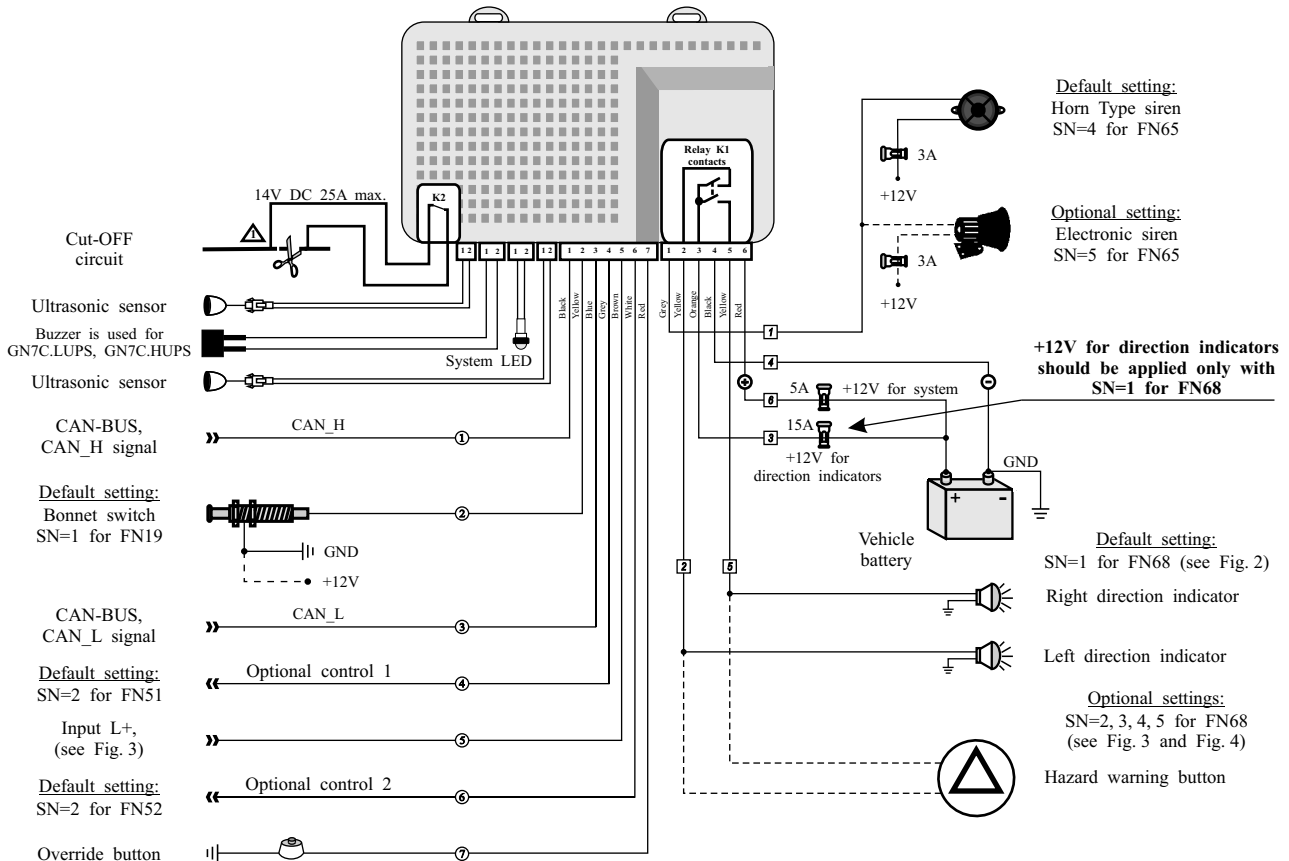 Relay K1
contacts
K2
14V DC 25A max.
1
Cut-OFF
circuit
1 2
1 2
1 2
1 2
1 2 3 4 5 6 7
1 2 3 4 5 6
Black
Yellow
Blue
Grey
Brown
White
Red
Grey
Yellow
Orange
Black
Yellow
Red
Ultrasonic sensor
Buzzer is used for
GN7C.LUPS, GN7C.HUPS
System LED
Ultrasonic sensor
CAN-BUS,
CAN_H signal
CAN_H
1
Default setting:
Bonnet switch
SN=1 for FN19
2
GND
+12V
CAN-BUS,
CAN_L signal
CAN_L
3
Default setting:
SN=2 for FN51
Optional control 1
4
Input L+,
(see Fig. 3)
5
Default setting:
SN=2 for FN52
Optional control 2
6
Override button
7
Default setting:
Horn Type siren
SN=4 for FN65
3A
+12V
Optional setting:
Electronic siren
SN=5 for FN65
3A
+12V
1
4
+12V for direction indicators
should be applied only with
SN=1 for FN68
+
-
6
5A
+12V for system
3
15A
+12V for
direction indicators
GND
+ -
Vehicle
battery
Default setting:
SN=1 for FN68 (see Fig. 2)
2
5
Right direction indicator
Left direction indicator
Optional settings:
SN=2, 3, 4, 5 for FN68
(see Fig. 3 and Fig. 4)
Hazard warning button